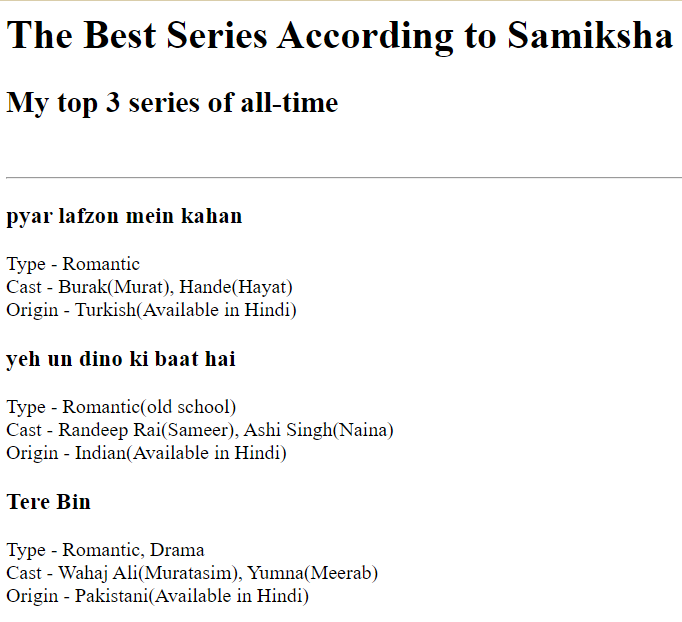 The Best Series According to Samiksha
My top 3 series of all-time
pyar lafzon mein kahan
Type - Romantic
Cast - Burak(Murat), Hande(Hayat)
Origin - Turkish(Available in Hindi)
yeh un dino ki baat hai
Type - Romantic(old school)
Cast - Randeep Rai(Sameer), Ashi Singh(Naina)
Origin - Indian(Available in Hindi)
Tere Bin
Type - Romantic, Drama
Cast - Wahaj Ali(Muratasim), Yumna(Meerab)
Origin - Pakistani(Available in Hindi)